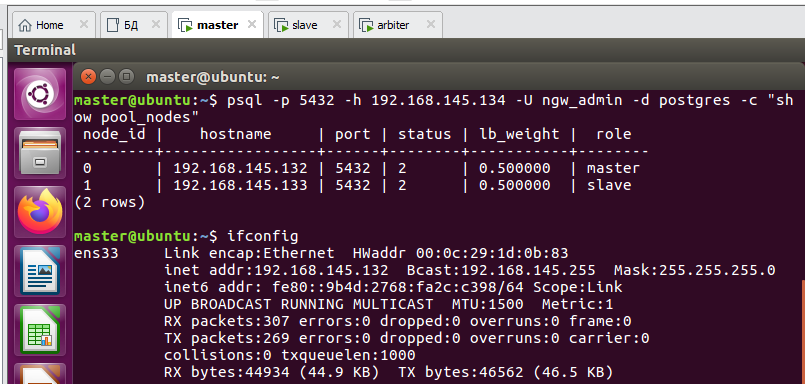 Home
БД
master
slave
arbiter
Terminal
master@ubuntu: ~
master@ubuntu:~$ psql -p 5432 -h 192.168.145.134 -U ngw_admin -d postgres -c "sh
ow pool_nodes"
 node_id |    hostname     | port | status | lb_weight |  role
---------+-----------------+------+--------+-----------+--------
 0       | 192.168.145.132 | 5432 | 2      | 0.500000  | master
 1       | 192.168.145.133 | 5432 | 2      | 0.500000  | slave
(2 rows)
master@ubuntu:~$ ifconfig
ens33     Link encap:Ethernet  HWaddr 00:0c:29:1d:0b:83
          inet addr:192.168.145.132  Bcast:192.168.145.255  Mask:255.255.255.0
          inet6 addr: fe80::9b4d:2768:fa2c:c398/64 Scope:Link
          UP BROADCAST RUNNING MULTICAST  MTU:1500  Metric:1
          RX packets:307 errors:0 dropped:0 overruns:0 frame:0
          TX packets:269 errors:0 dropped:0 overruns:0 carrier:0
          collisions:0 txqueuelen:1000
          RX bytes:44934 (44.9 KB)  TX bytes:46562 (46.5 KB)